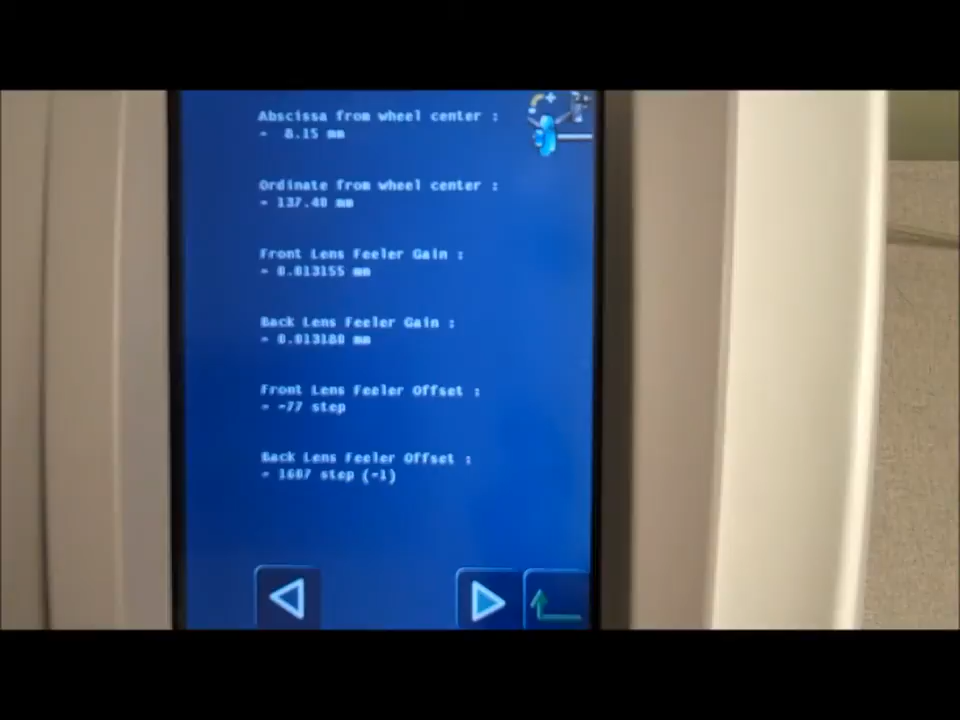 Abscissa from wheel center :
- 8.15 mm
Ordinate from wheel center :
- 137.40 mm
Front Lens Feeler Gain :
- 0.013155 mm
Back Lens Feeler Gain :
- 0.013180 mm
Front Lens Feeler Offset :
- -77 step
Back Lens Feeler Offset :
- 1607 step (-1)